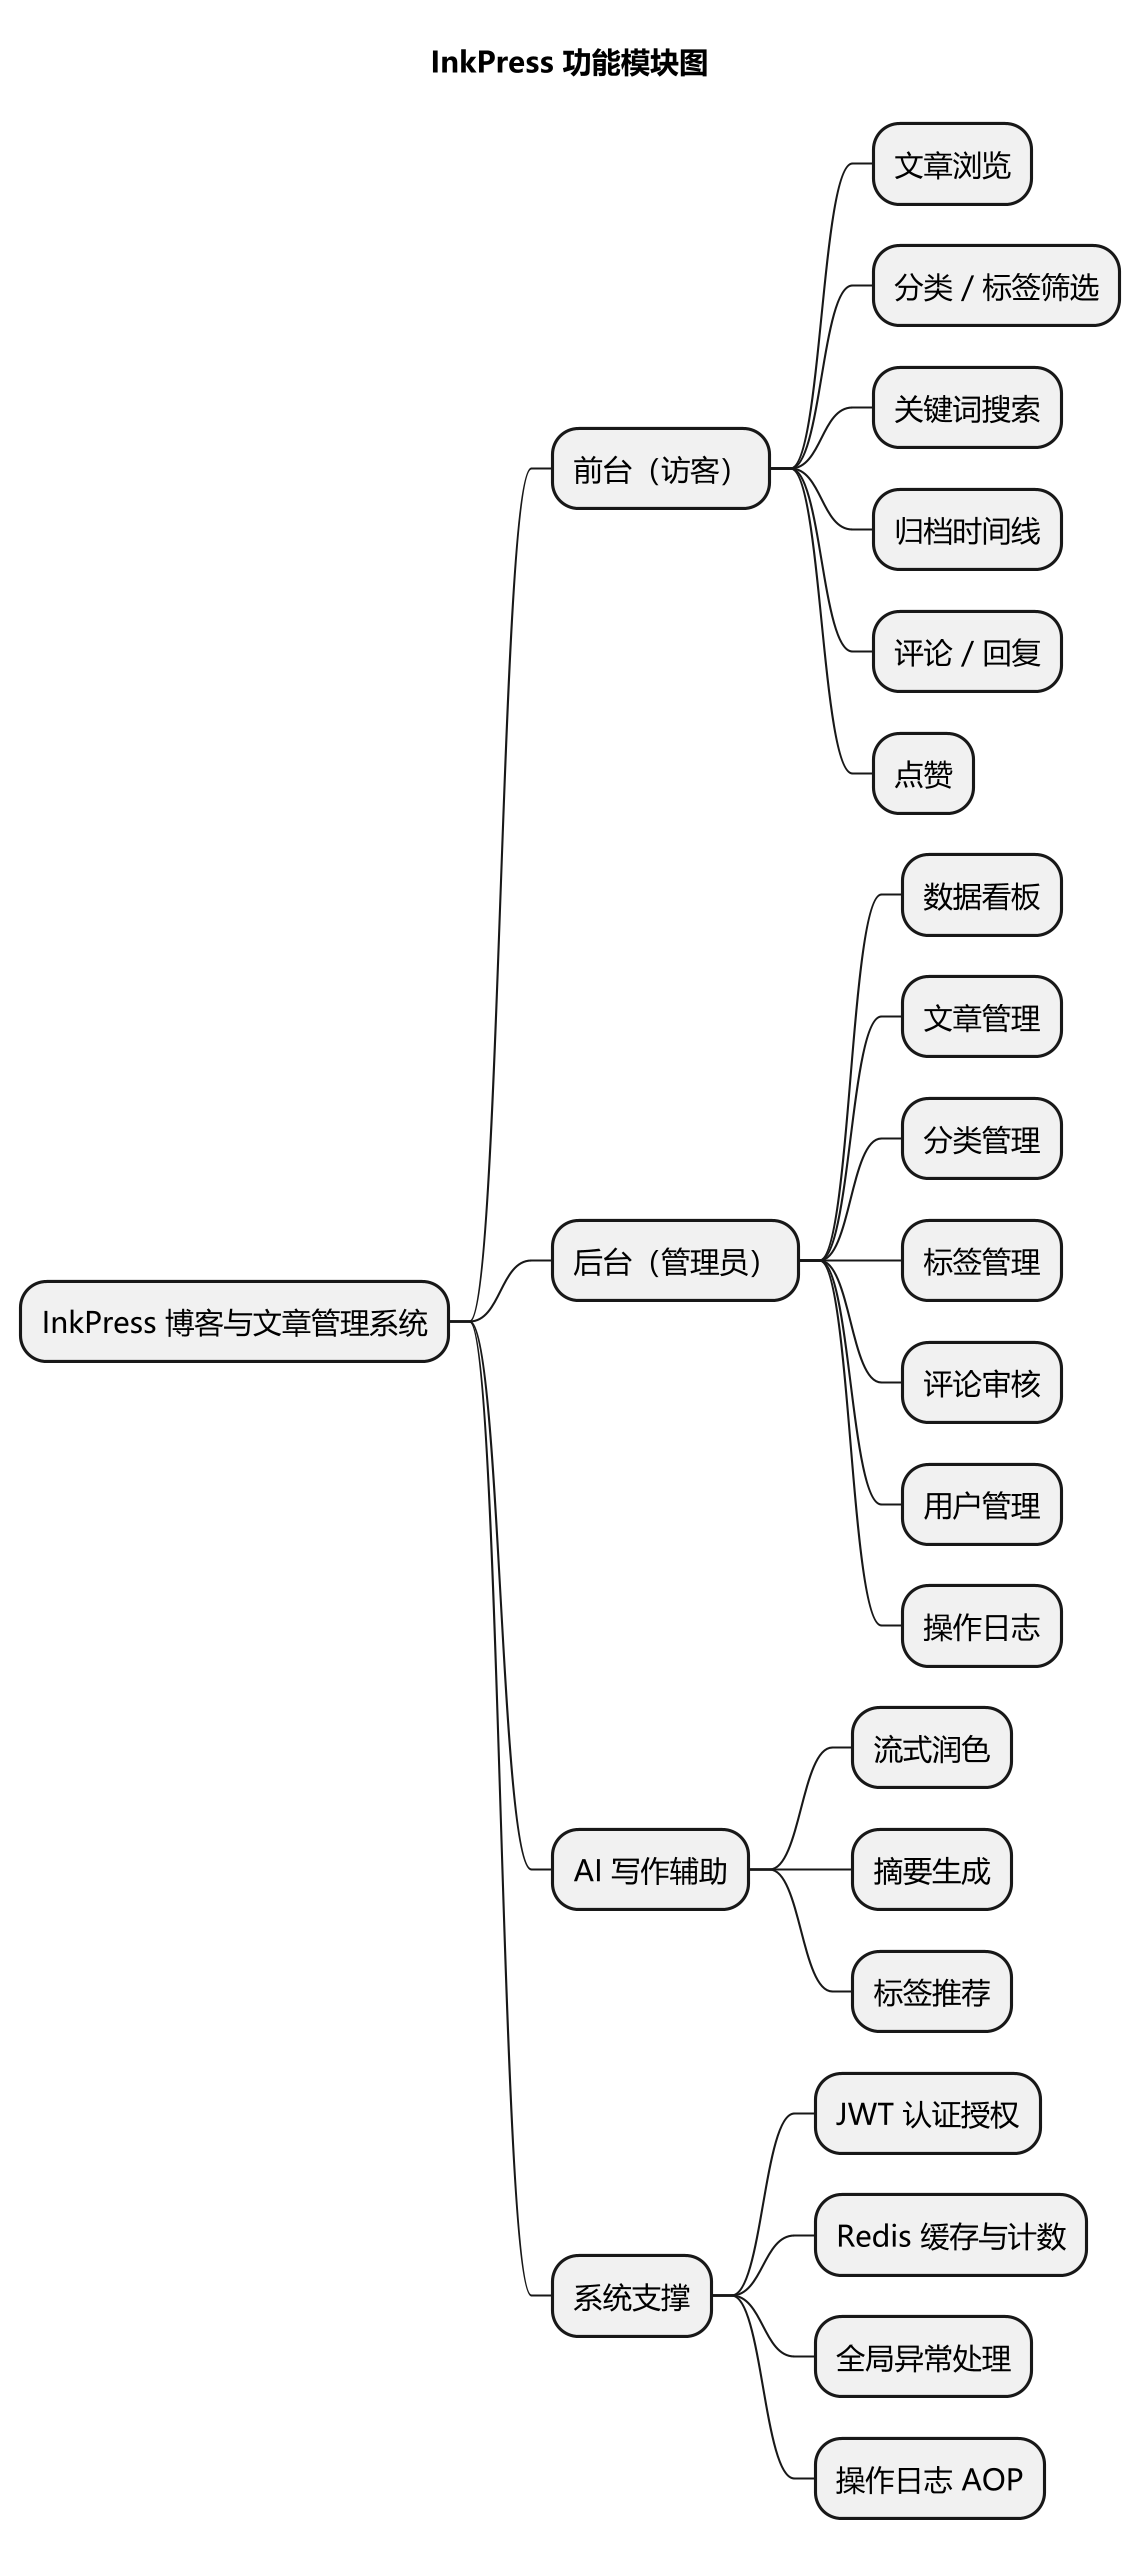 InkPress 功能模块图
InkPress 博客与文章管理系统
前台（访客）
文章浏览
分类 / 标签筛选
关键词搜索
归档时间线
评论 / 回复
点赞
后台（管理员）
数据看板
文章管理
分类管理
标签管理
评论审核
用户管理
操作日志
AI 写作辅助
流式润色
摘要生成
标签推荐
系统支撑
JWT 认证授权
Redis 缓存与计数
全局异常处理
操作日志 AOP